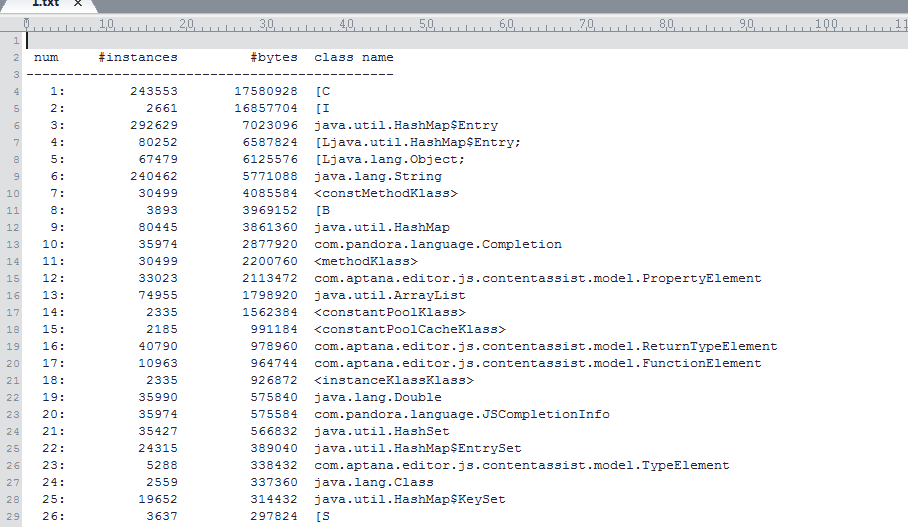 1.txt ×
0 10 20 30 40 50 60 70 80 90 100 11
1
2 num #instances #bytes class name
3 ----------------------------------------------
4 1: 243553 17580928 [C
5 2: 2661 16857704 [I
6 3: 292629 7023096 java.util.HashMap$Entry
7 4: 80252 6587824 [Ljava.util.HashMap$Entry;
8 5: 67479 6125576 [Ljava.lang.Object;
9 6: 240462 5771088 java.lang.String
10 7: 30499 4085584 <constMethodKlass>
11 8: 3893 3969152 [B
12 9: 80445 3861360 java.util.HashMap
13 10: 35974 2877920 com.pandora.language.Completion
14 11: 30499 2200760 <methodKlass>
15 12: 33023 2113472 com.aptana.editor.js.contentassist.model.PropertyElement
16 13: 74955 1798920 java.util.ArrayList
17 14: 2335 1562384 <constantPoolKlass>
18 15: 2185 991184 <constantPoolCacheKlass>
19 16: 40790 978960 com.aptana.editor.js.contentassist.model.ReturnTypeElement
20 17: 10963 964744 com.aptana.editor.js.contentassist.model.FunctionElement
21 18: 2335 926872 <instanceKlassKlass>
22 19: 35990 575840 java.lang.Double
23 20: 35974 575584 com.pandora.language.JSCompletionInfo
24 21: 35427 566832 java.util.HashSet
25 22: 24315 389040 java.util.HashMap$EntrySet
26 23: 5288 338432 com.aptana.editor.js.contentassist.model.TypeElement
27 24: 2559 337360 java.lang.Class
28 25: 19652 314432 java.util.HashMap$KeySet
29 26: 3637 297824 [S